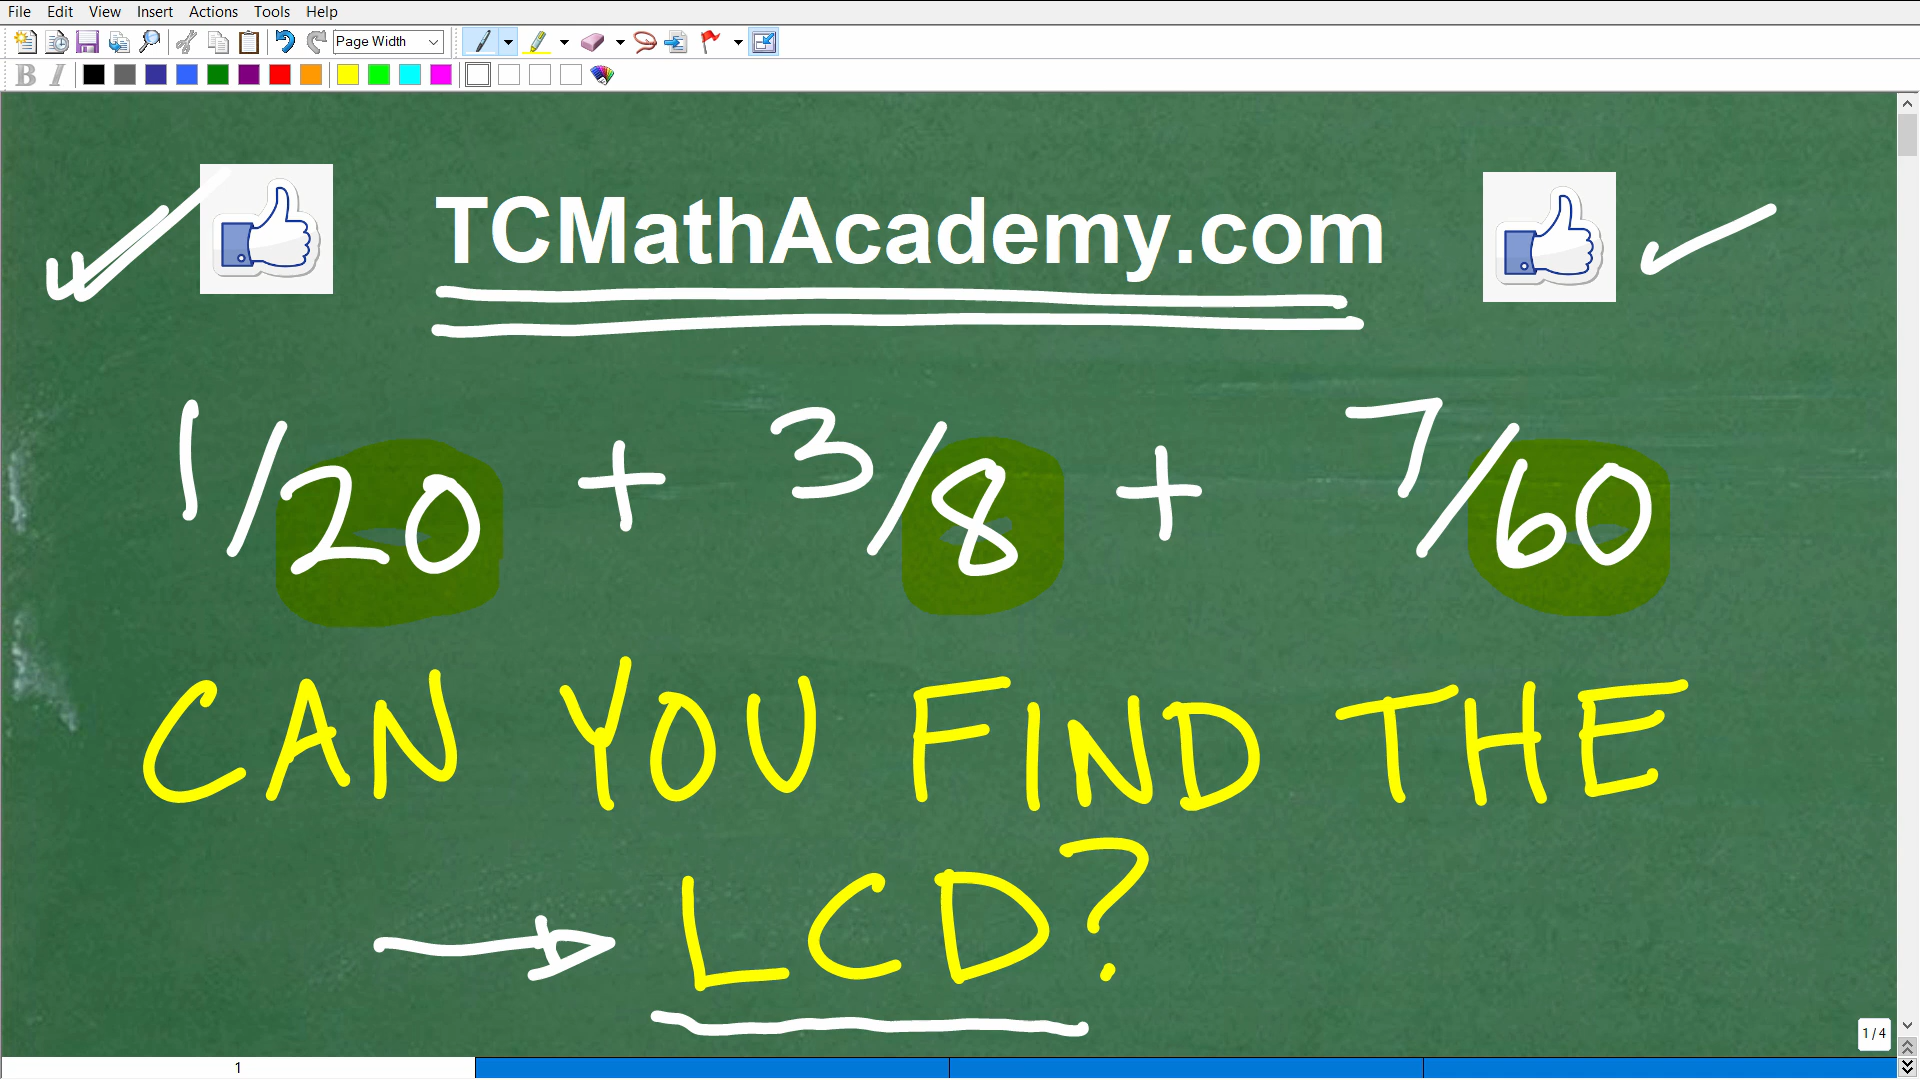 File Edit View Insert Actions Tools Help
Page Width
B I
TCMathAcademy.com
1/20 + 3/8 + 7/60
CAN YOU FIND THE
LCD?
1/4
1